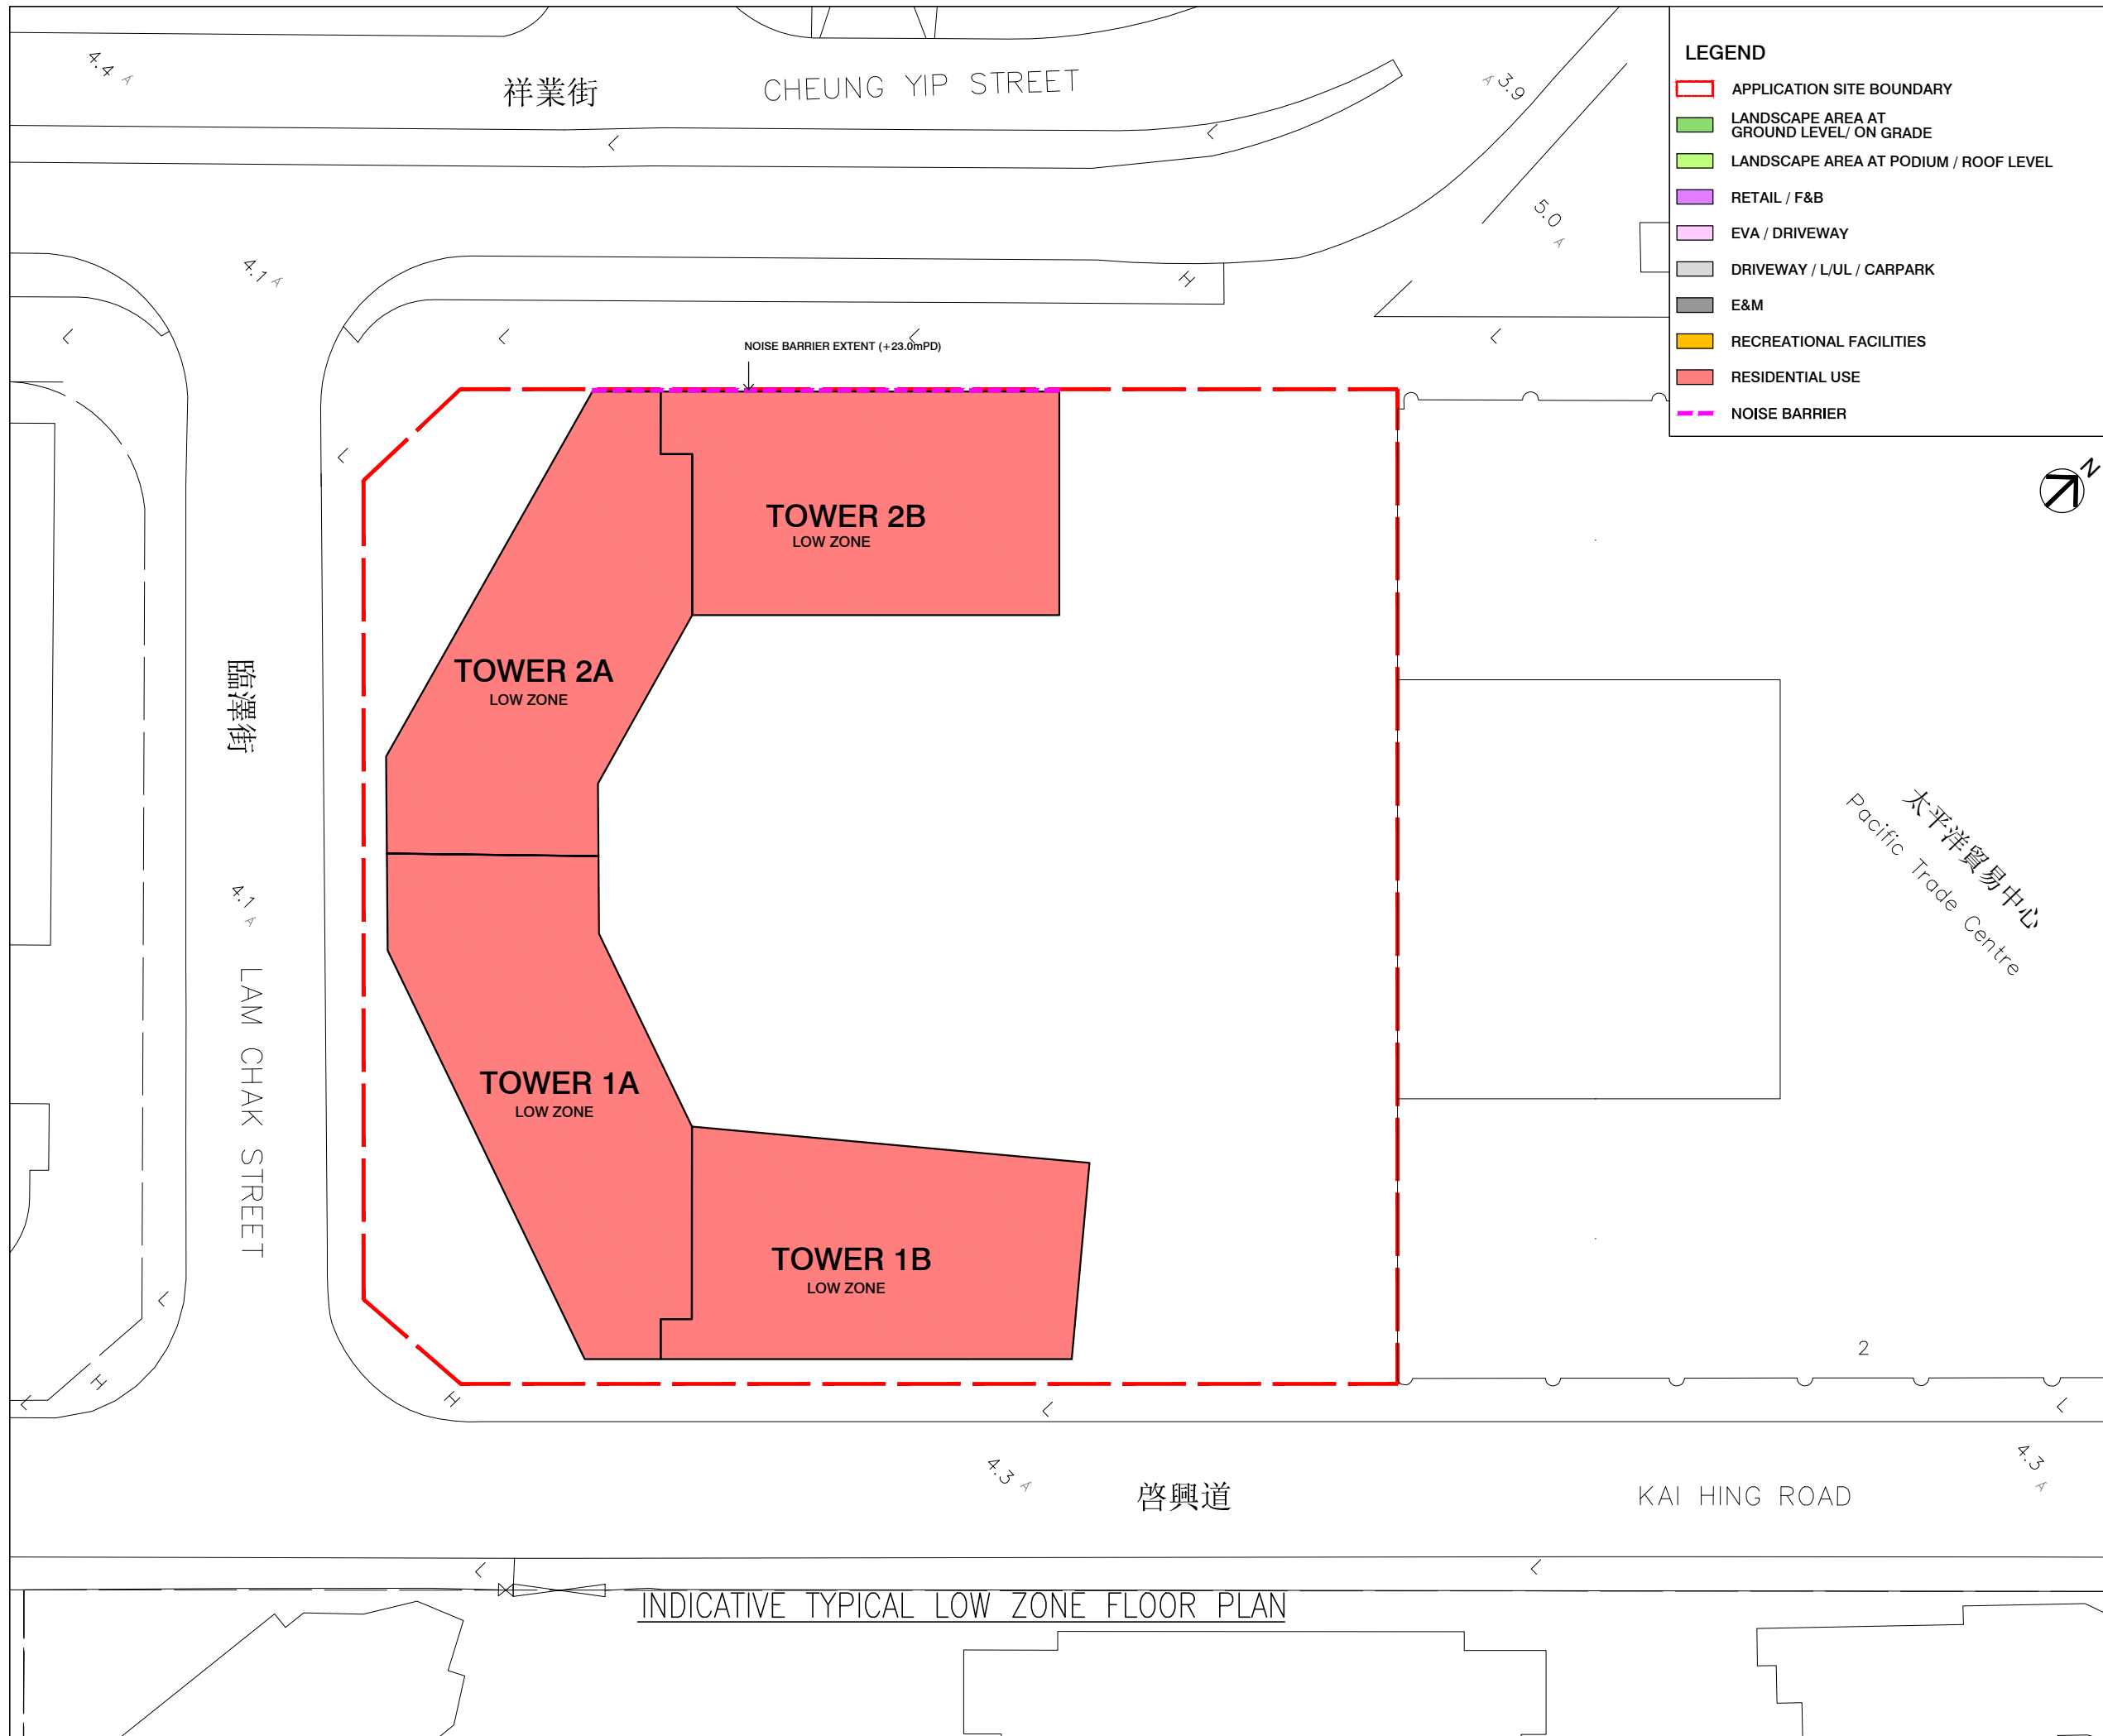 LEGEND
APPLICATION SITE BOUNDARY
LANDSCAPE AREA AT
GROUND LEVEL/ ON GRADE
LANDSCAPE AREA AT PODIUM / ROOF LEVEL
RETAIL / F&B
EVA / DRIVEWAY
DRIVEWAY / L/UL / CARPARK
E&M
RECREATIONAL FACILITIES
RESIDENTIAL USE
NOISE BARRIER
N
4.4
祥業街 CHEUNG YIP STREET
3.9
5.0
4.1
H
NOISE BARRIER EXTENT (+23.0mPD)
TOWER 2B
LOW ZONE
TOWER 2A
LOW ZONE
臨澤街
4.1
LAM CHAK STREET
太平洋貿易中心
Pacific Trade Centre
TOWER 1A
LOW ZONE
TOWER 1B
LOW ZONE
2
H
H
4.3
啓興道
KAI HING ROAD
4.3
INDICATIVE TYPICAL LOW ZONE FLOOR PLAN